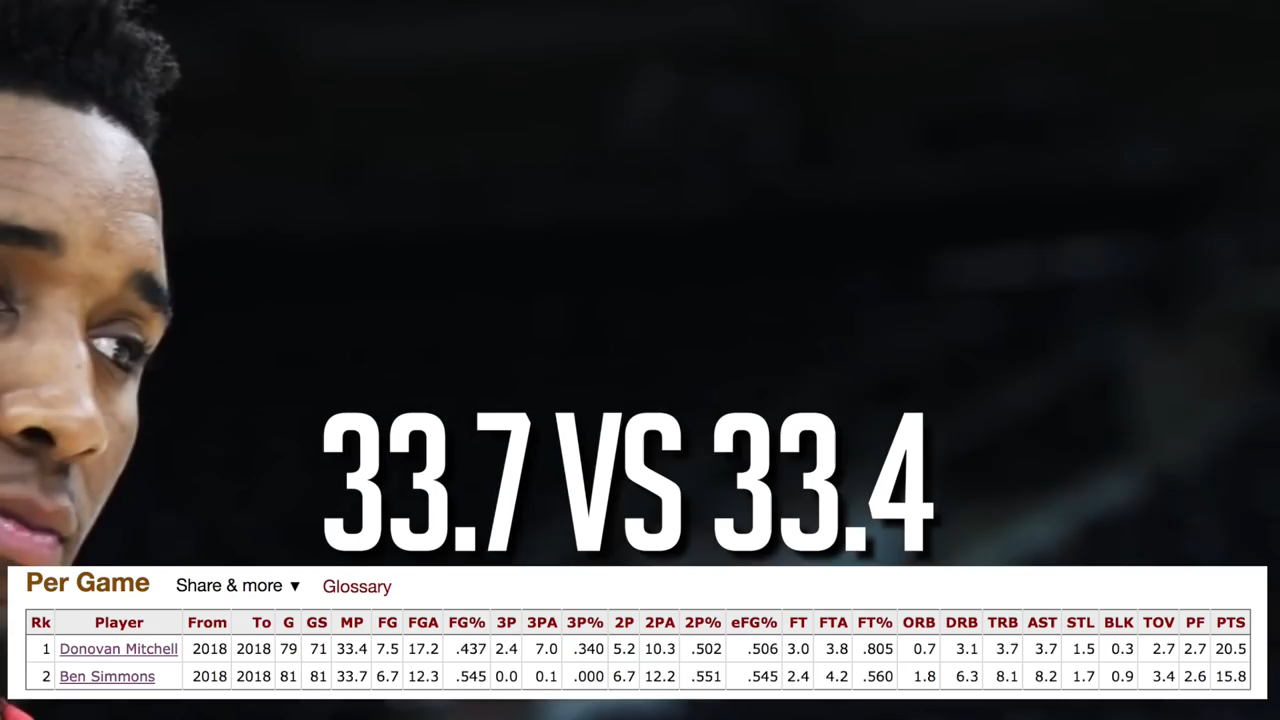 33.7 VS 33.4
Per Game Share & more ▼ Glossary
Rk Player From To G GS MP FG FGA FG% 3P 3PA 3P% 2P 2PA 2P% eFG% FT FTA FT% ORB DRB TRB AST STL BLK TOV PF PTS
1 Donovan Mitchell 2018 2018 79 71 33.4 7.5 17.2 .437 2.4 7.0 .340 5.2 10.3 .502 .506 3.0 3.8 .805 0.7 3.1 3.7 3.7 1.5 0.3 2.7 2.7 20.5
2 Ben Simmons 2018 2018 81 81 33.7 6.7 12.3 .545 0.0 0.1 .000 6.7 12.2 .551 .545 2.4 4.2 .560 1.8 6.3 8.1 8.2 1.7 0.9 3.4 2.6 15.8